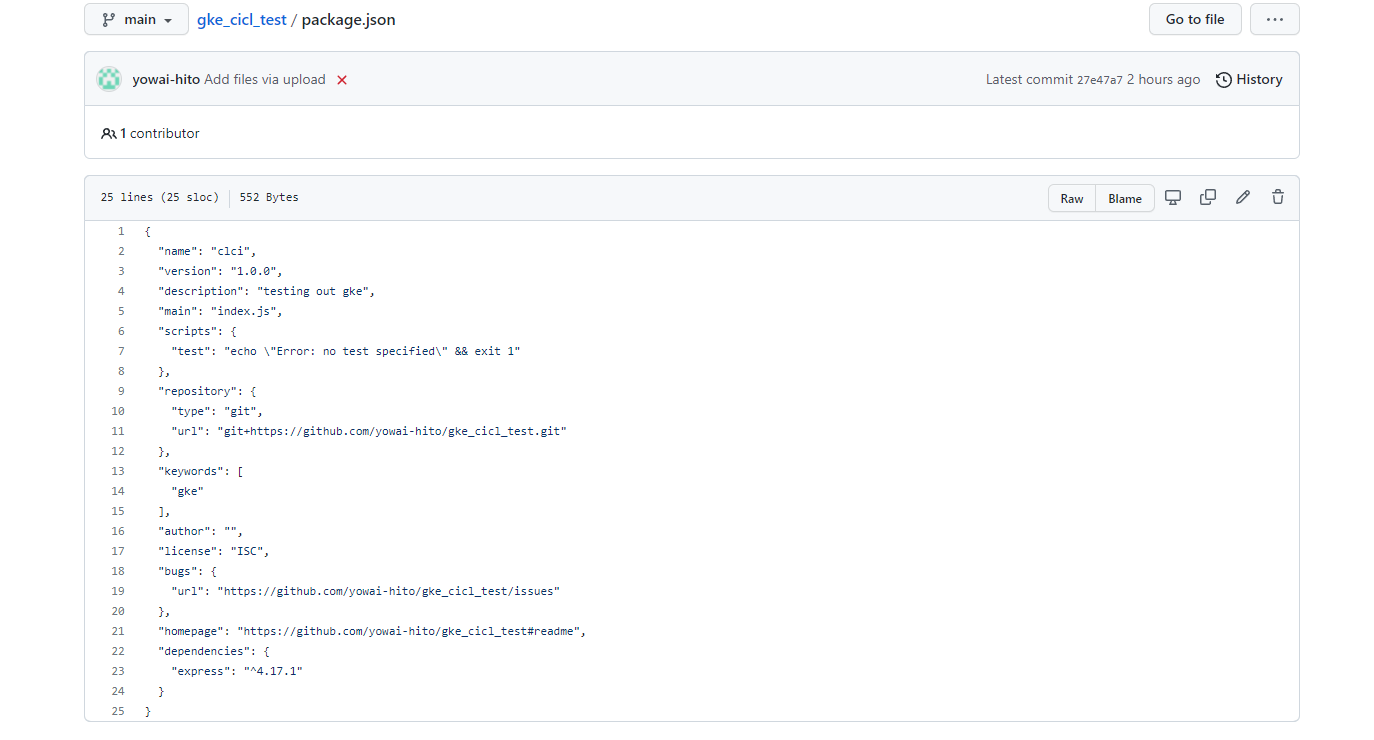 main
gke_cicl_test / package.json
Go to file
...
yowai-hito Add files via upload
Latest commit 27e47a7 2 hours ago
History
1 contributor
25 lines (25 sloc)
552 Bytes
Raw
Blame
1 {
2 "name": "clci",
3 "version": "1.0.0",
4 "description": "testing out gke",
5 "main": "index.js",
6 "scripts": {
7 "test": "echo \"Error: no test specified\" && exit 1"
8 },
9 "repository": {
10 "type": "git",
11 "url": "git+https://github.com/yowai-hito/gke_cicl_test.git"
12 },
13 "keywords": [
14 "gke"
15 ],
16 "author": "",
17 "license": "ISC",
18 "bugs": {
19 "url": "https://github.com/yowai-hito/gke_cicl_test/issues"
20 },
21 "homepage": "https://github.com/yowai-hito/gke_cicl_test#readme",
22 "dependencies": {
23 "express": "^4.17.1"
24 }
25 }